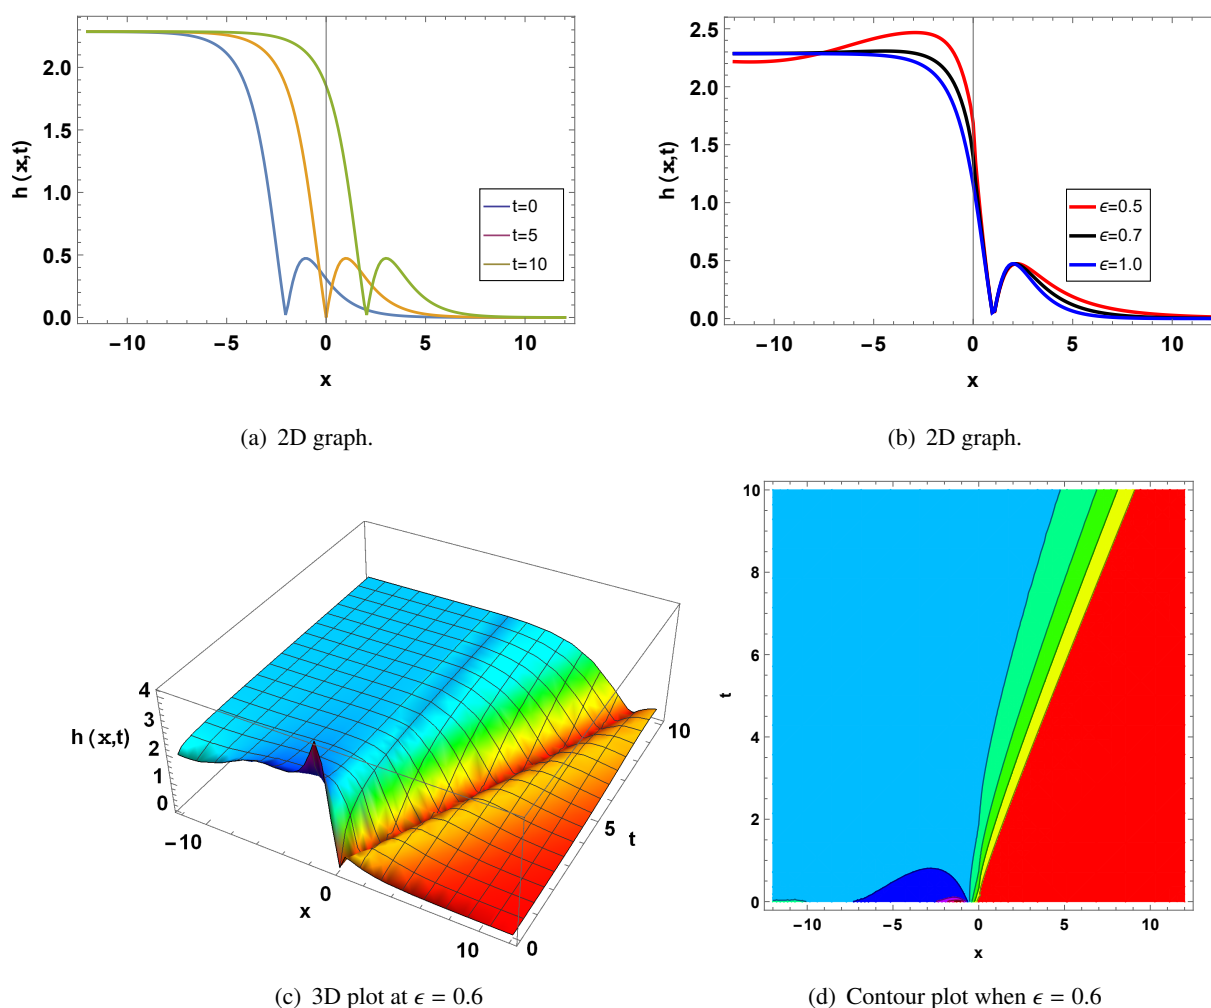 h (x,t)
2.0
1.5
1.0
0.5
0.0
t=0
t=5
t=10
−10
−5
0
5
10
x
(a) 2D graph.
h (x,t)
2.5
2.0
1.5
1.0
0.5
0.0
ϵ=0.5
ϵ=0.7
ϵ=1.0
−10
−5
0
5
10
x
(b) 2D graph.
h (x,t)
4
3
2
1
0
−10
0
10
x
0
5
10
t
(c) 3D plot at ϵ = 0.6
t
10
8
6
4
2
0
−10
−5
0
5
10
x
(d) Contour plot when ϵ = 0.6